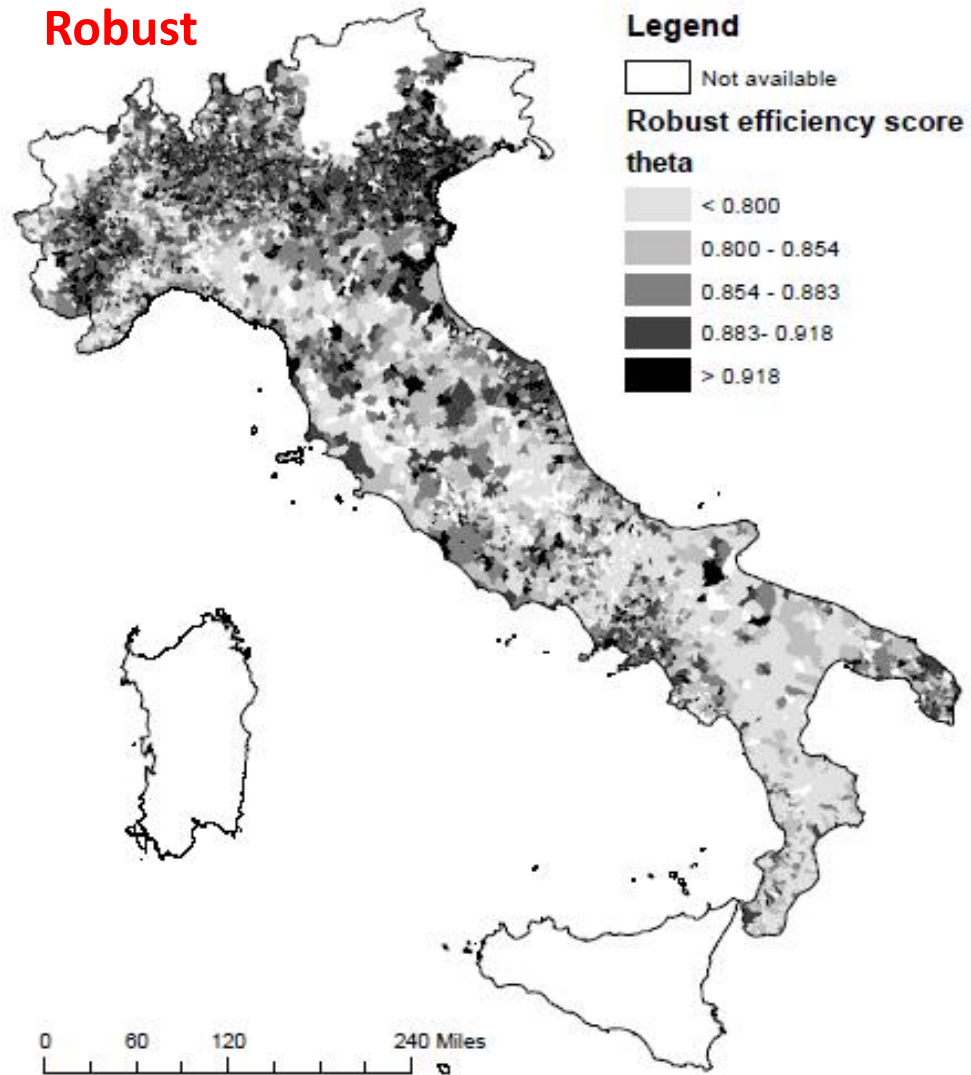 Robust
Legend
Not available
Robust efficiency score
theta
< 0.800
0.800 - 0.854
0.854 - 0.883
0.883- 0.918
> 0.918
0 60 120 240 Miles